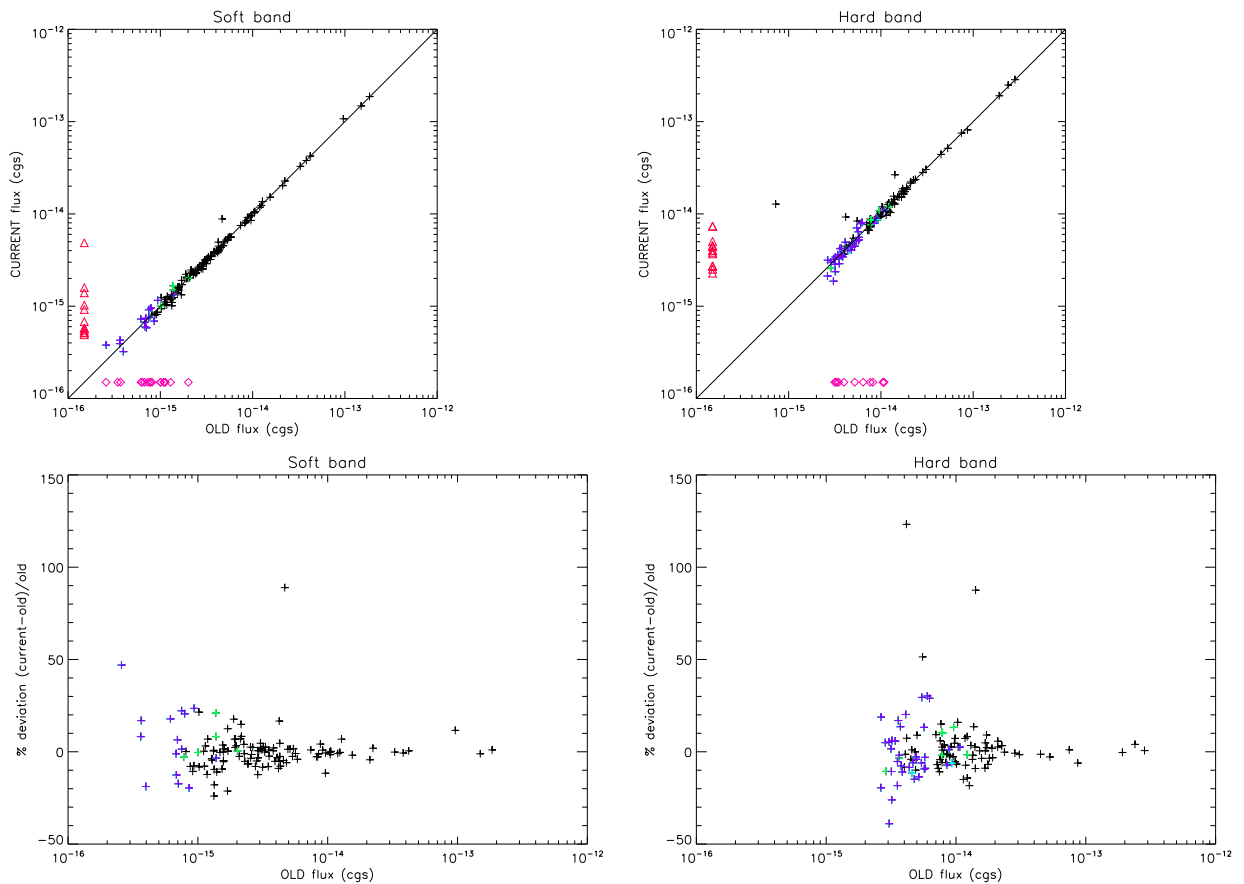 Soft band
10^-12
10^-13
10^-14
10^-15
10^-16
CURRENT flux (cgs)
10^-16 10^-15 10^-14 10^-13 10^-12
OLD flux (cgs)
Hard band
10^-12
10^-13
10^-14
10^-15
10^-16
CURRENT flux (cgs)
10^-16 10^-15 10^-14 10^-13 10^-12
OLD flux (cgs)
Soft band
150
100
50
0
-50
% deviation (current-old)/old
10^-16 10^-15 10^-14 10^-13 10^-12
OLD flux (cgs)
Hard band
150
100
50
0
-50
% deviation (current-old)/old
10^-16 10^-15 10^-14 10^-13 10^-12
OLD flux (cgs)